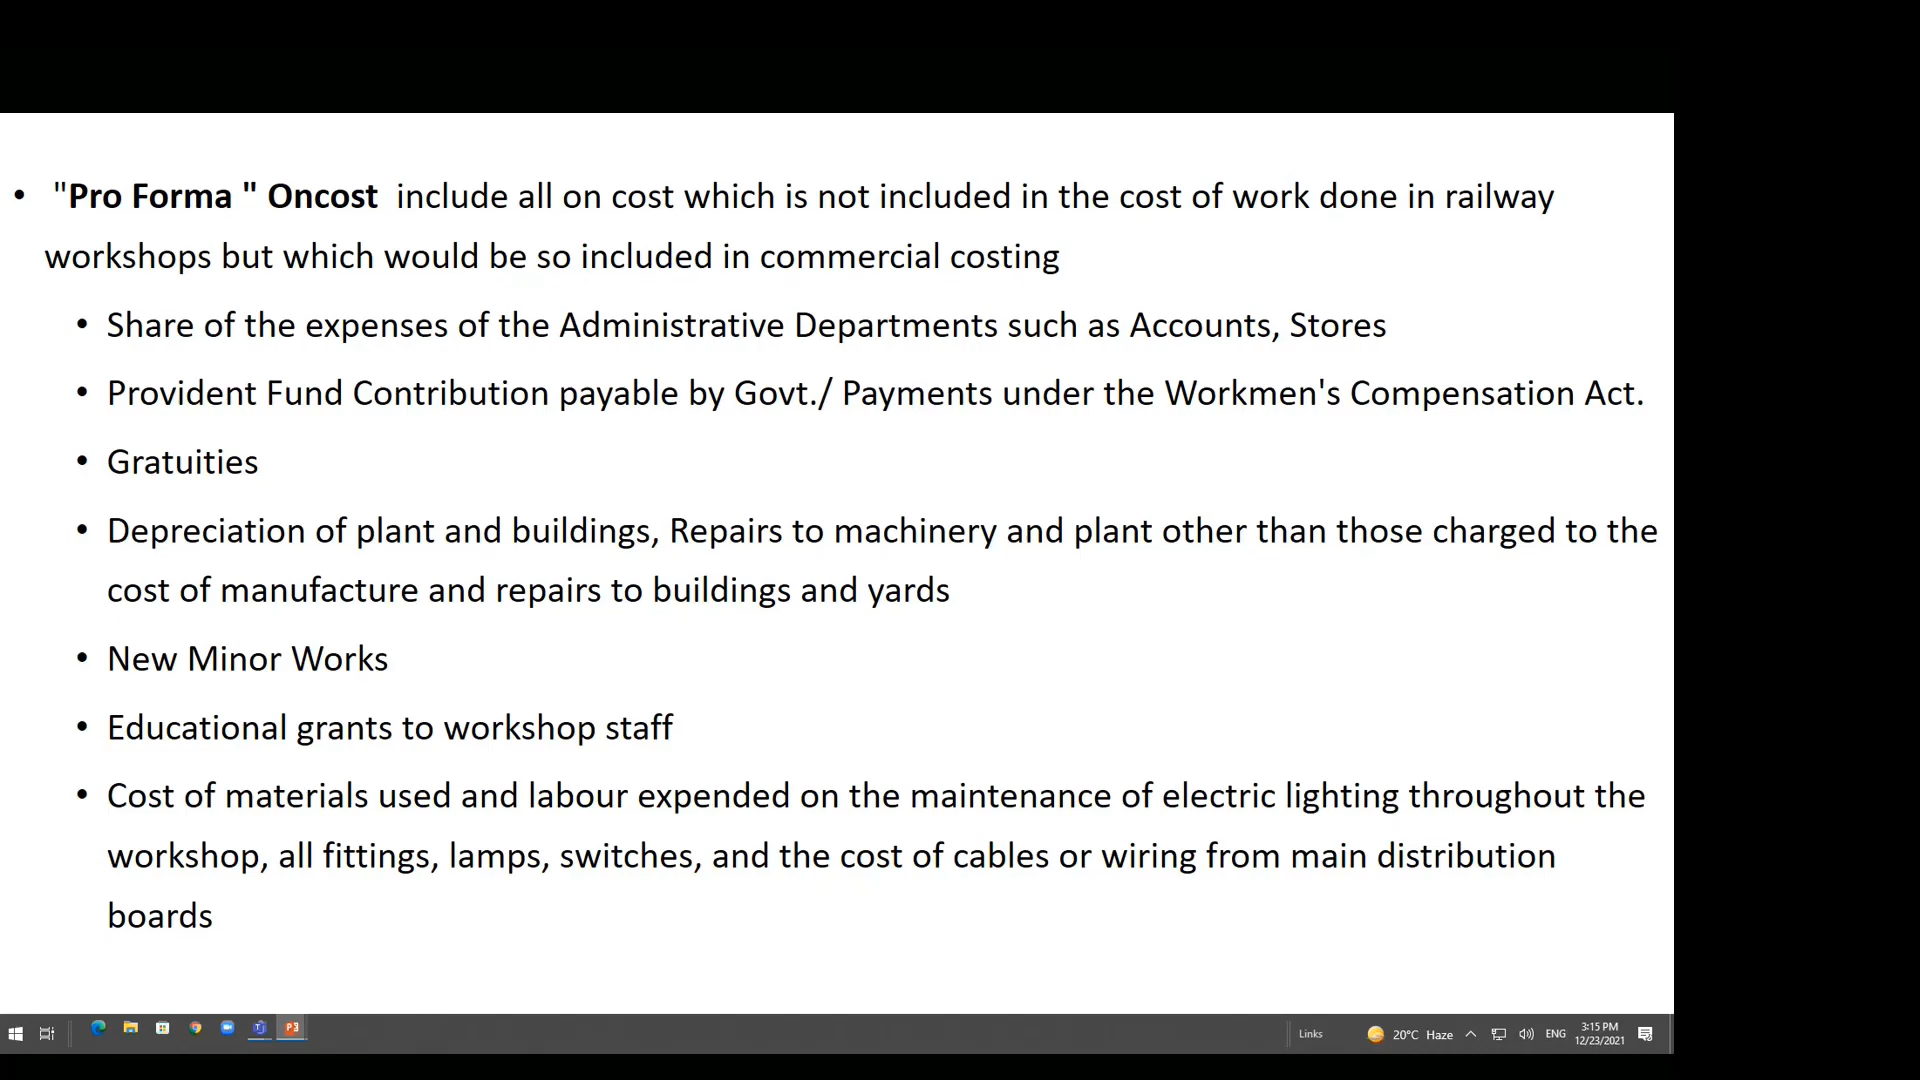 • "Pro Forma " Oncost  include all on cost which is not included in the cost of work done in railway
workshops but which would be so included in commercial costing
• Share of the expenses of the Administrative Departments such as Accounts, Stores
• Provident Fund Contribution payable by Govt./ Payments under the Workmen's Compensation Act.
• Gratuities
• Depreciation of plant and buildings, Repairs to machinery and plant other than those charged to the
cost of manufacture and repairs to buildings and yards
• New Minor Works
• Educational grants to workshop staff
• Cost of materials used and labour expended on the maintenance of electric lighting throughout the
workshop, all fittings, lamps, switches, and the cost of cables or wiring from main distribution
boards
Links 20°C Haze ENG 3:15 PM
12/23/2021